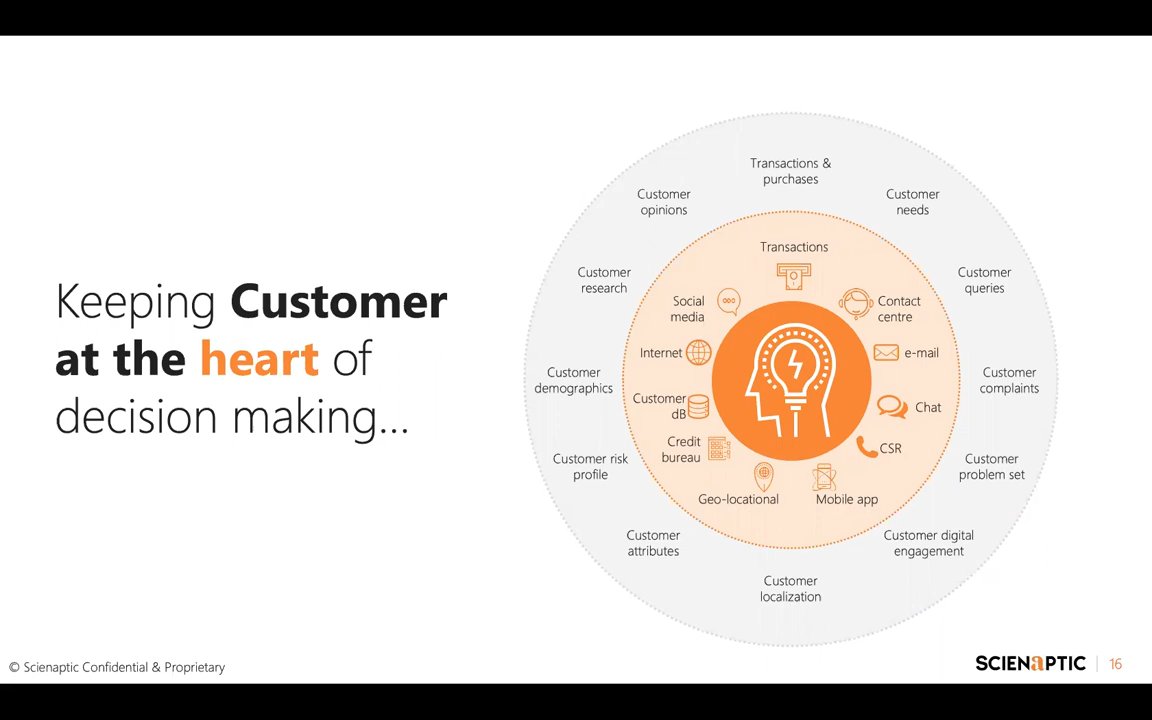 Keeping Customer
at the heart of
decision making...
Transactions &
purchases
Customer
needs
Customer
queries
Customer
complaints
Customer
problem set
Customer digital
engagement
Customer
localization
Customer
attributes
Customer risk
profile
Customer
demographics
Customer
research
Customer
opinions
Transactions
Contact
centre
e-mail
Chat
CSR
Mobile app
Geo-locational
Credit
bureau
Customer
dB
Internet
Social
media
© Scienaptic Confidential & Proprietary
SCIENAPTIC
16